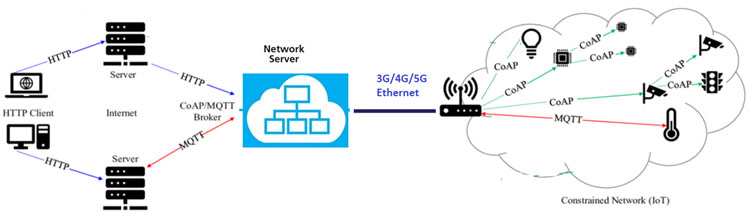 HTTP
Server
HTTP
HTTP Client
Internet
HTTP
Server
MQTT
Network
Server
CoAP/MQTT
Broker
3G/4G/5G
Ethernet
CoAP
CoAP
CoAP
CoAP
CoAP
CoAP
CoAP
MQTT
Constrained Network (IoT)